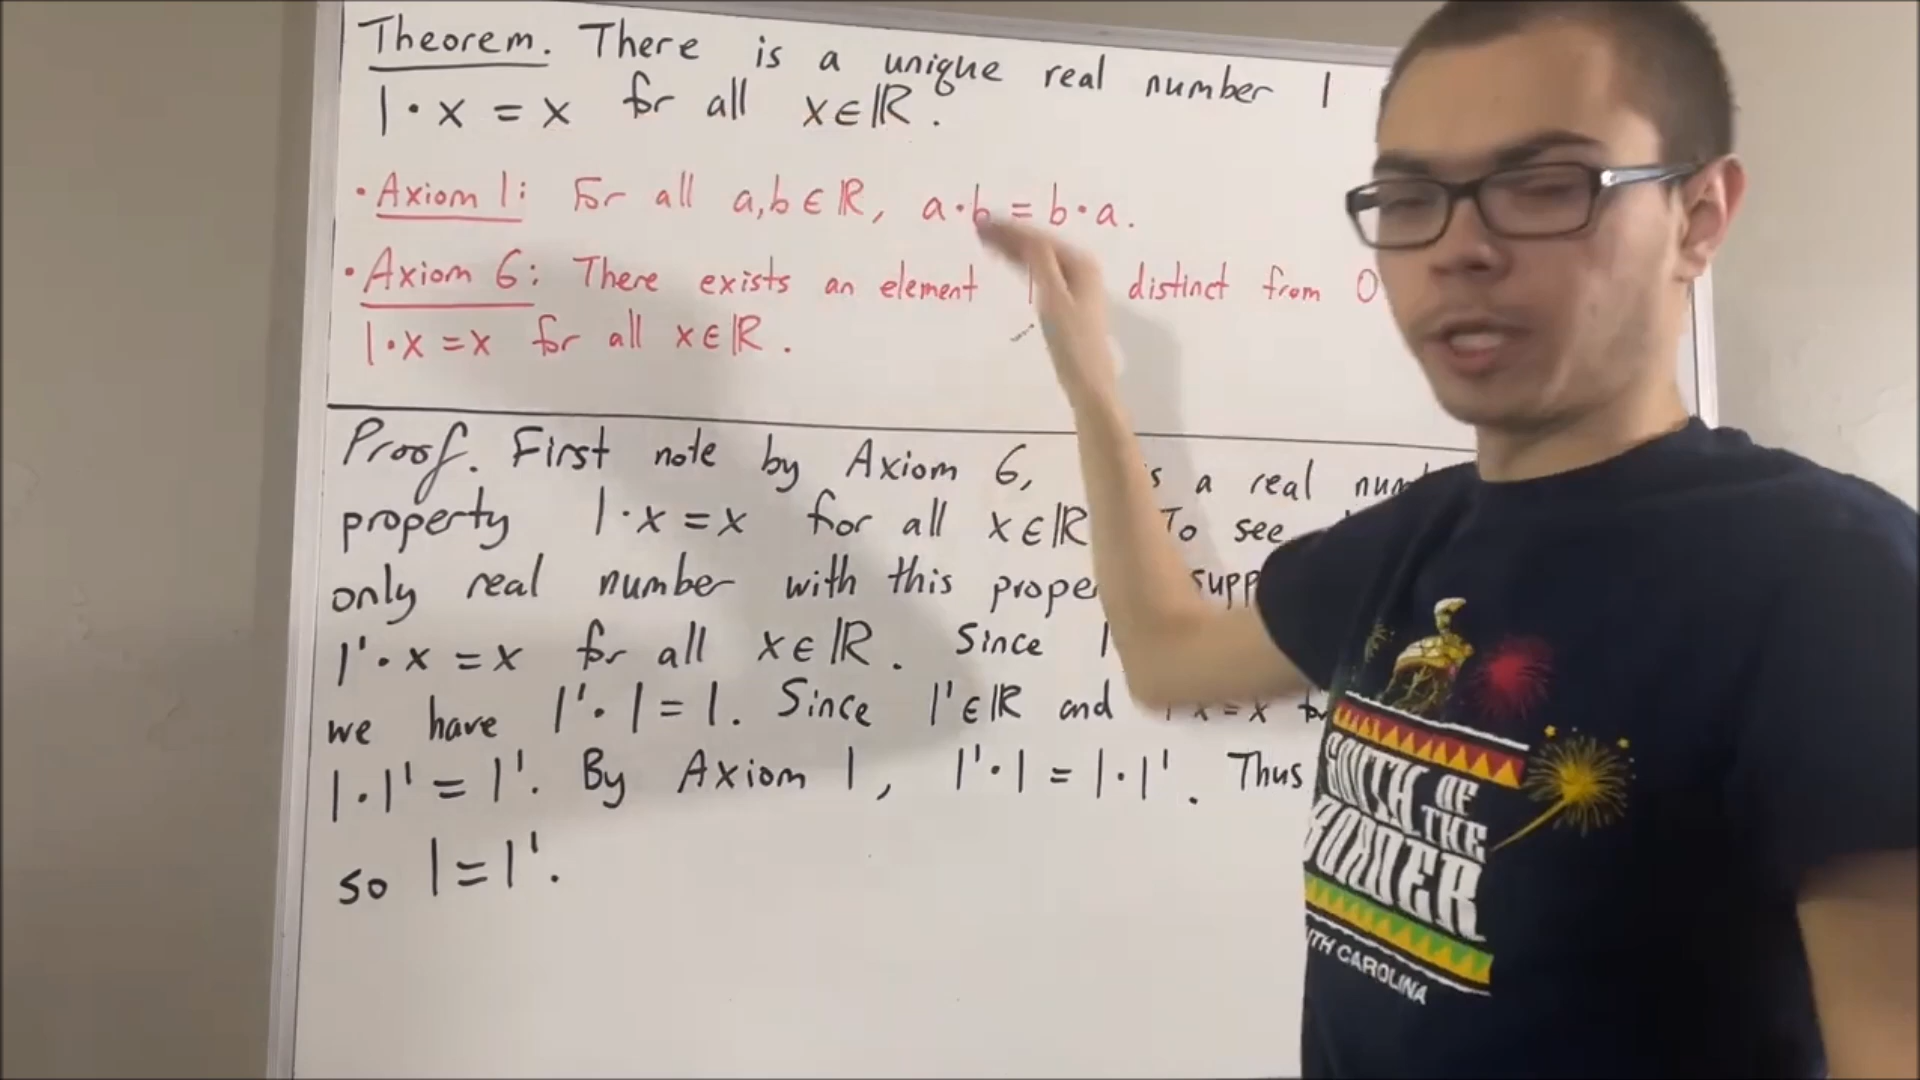 Theorem. There is a unique real number 1
1·x = x for all x∈ℝ.
·Axiom 1: For all a,b∈ℝ, a·b = b·a.
·Axiom 6: There exists an element distinct from 0
1·x = x for all x∈ℝ.
Proof. First note by Axiom 6, is a real
property 1·x = x for all x∈ℝ To see
only real number with this
1'·x = x for all x∈ℝ. Since 1
we have 1'·1 = 1. Since 1'∈ℝ and 1·x = x
1·1' = 1'. By Axiom 1, 1'·1 = 1·1'. Thus
so 1 = 1'.
SOUTH OF
THE
BORDER
CAROLINA